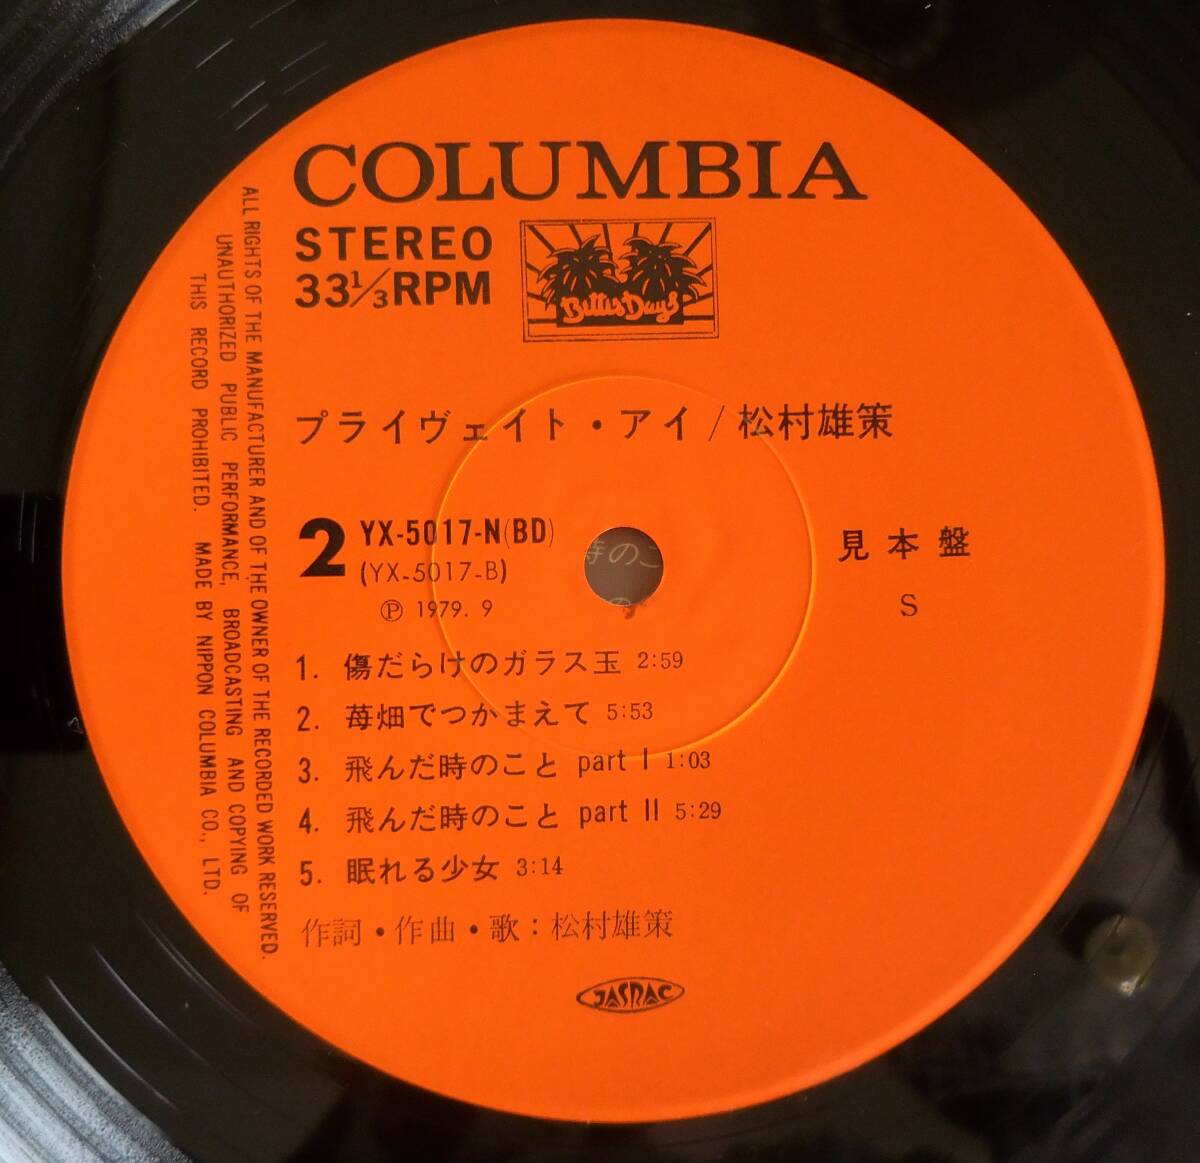 COLUMBIA
STEREO
33 1/3 RPM
Better Days
プライヴェイト・アイ / 松村雄策
2 YX-5017-N(BD)
(YX-5017-B)
Ⓟ 1979. 9
見本盤
S
1. 傷だらけのガラス玉 2:59
2. 苺畑でつかまえて 5:53
3. 飛んだ時のこと part I 1:03
4. 飛んだ時のこと part II 5:29
5. 眠れる少女 3:14
作詞・作曲・歌：松村雄策
JASRAC
ALL RIGHTS OF THE MANUFACTURER AND OF THE OWNER OF THE RECORDED WORK RESERVED.
UNAUTHORIZED PUBLIC PERFORMANCE, BROADCASTING AND COPYING OF
THIS RECORD PROHIBITED. MADE BY NIPPON COLUMBIA CO., LTD.
時のこ